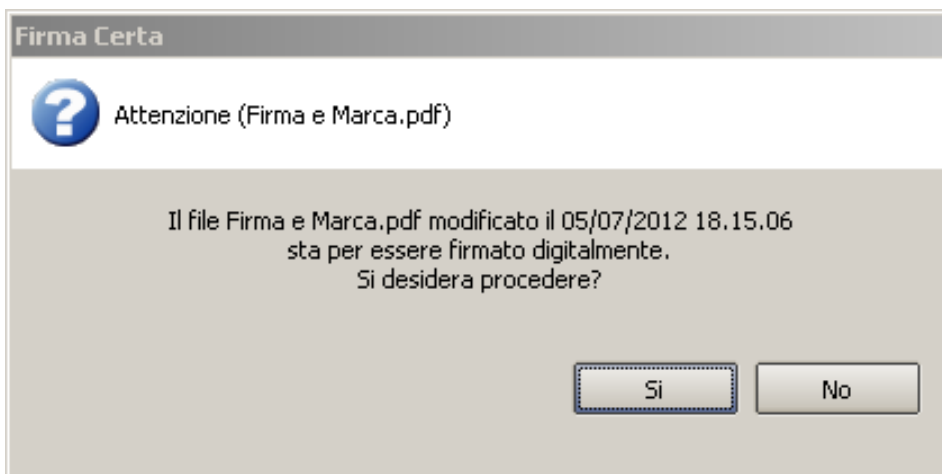 Firma Certa
Attenzione (Firma e Marca.pdf)
Il file Firma e Marca.pdf modificato il 05/07/2012 18.15.06
sta per essere firmato digitalmente.
Si desidera procedere?
Si No